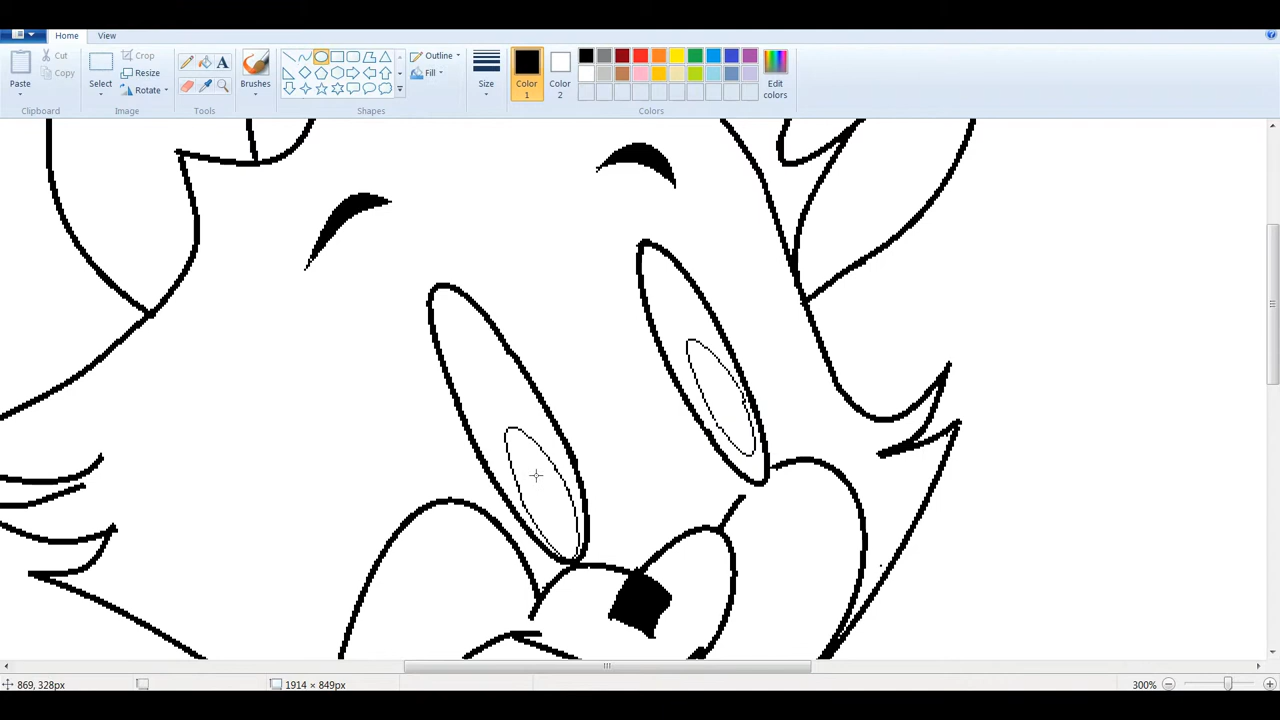 Home View
Paste
Cut
Copy
Clipboard
Select
Crop
Resize
Rotate
Image
A
Tools
Brushes
Shapes
Outline
Fill
Size
Color 1
Color 2
Edit colors
Colors
869, 328px
1914 × 849px
300%